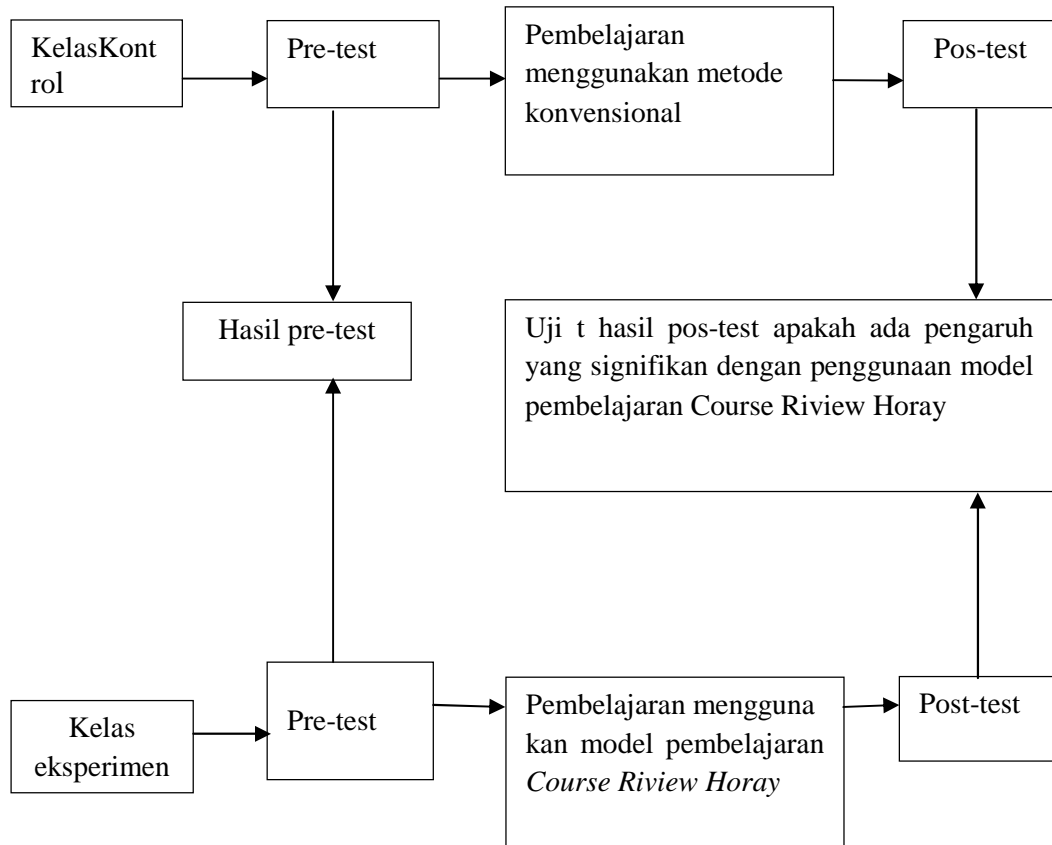 KelasKont
rol
Pre-test
Pembelajaran
menggunakan metode
konvensional
Pos-test
Hasil pre-test
Uji t hasil pos-test apakah ada pengaruh
yang signifikan dengan penggunaan model
pembelajaran Course Riview Horay
Kelas
eksperimen
Pre-test
Pembelajaran mengguna
kan model pembelajaran
Course Riview Horay
Post-test